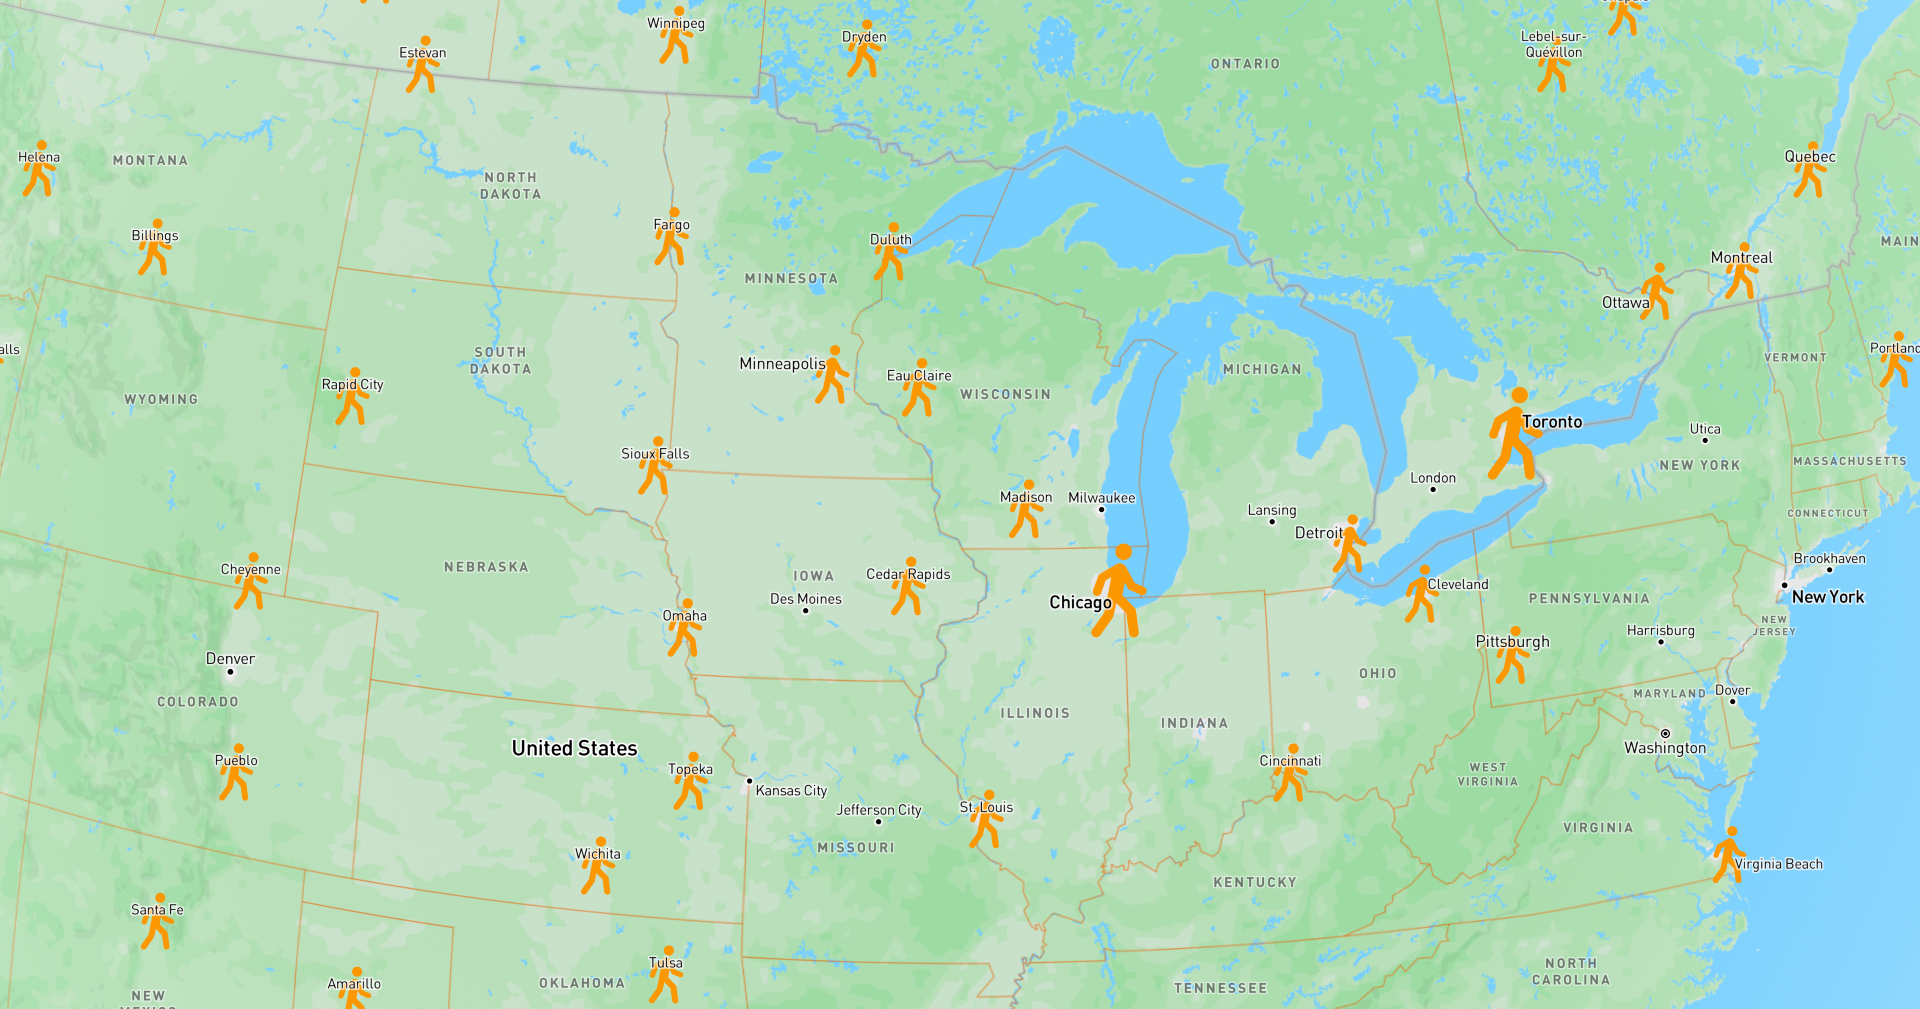 Winnipeg
Dryden
Lebel-sur-
Quévillon
Estevan
ONTARIO
Helena
MONTANA
Quebec
NORTH
DAKOTA
Billings
Fargo
Duluth
MAIN
MINNESOTA
Montreal
Ottawa
alls
SOUTH
DAKOTA
Minneapolis
Eau Claire
MICHIGAN
VERMONT
Portland
Rapid City
WYOMING
WISCONSIN
Toronto
Utica
Sioux Falls
NEW YORK
MASSACHUSETTS
London
Madison
Milwaukee
Lansing
CONNECTICUT
Detroit
Brookhaven
Cheyenne
NEBRASKA
IOWA
Cedar Rapids
Cleveland
Des Moines
Chicago
PENNSYLVANIA
New York
Omaha
NEW
JERSEY
Harrisburg
Pittsburgh
Denver
OHIO
COLORADO
MARYLAND
Dover
ILLINOIS
INDIANA
United States
Washington
Pueblo
Topeka
Cincinnati
WEST
VIRGINIA
Kansas City
Jefferson City
St. Louis
VIRGINIA
MISSOURI
Wichita
Virginia Beach
KENTUCKY
Santa Fe
Tulsa
NORTH
CAROLINA
Amarillo
OKLAHOMA
TENNESSEE
NEW
MEXICO